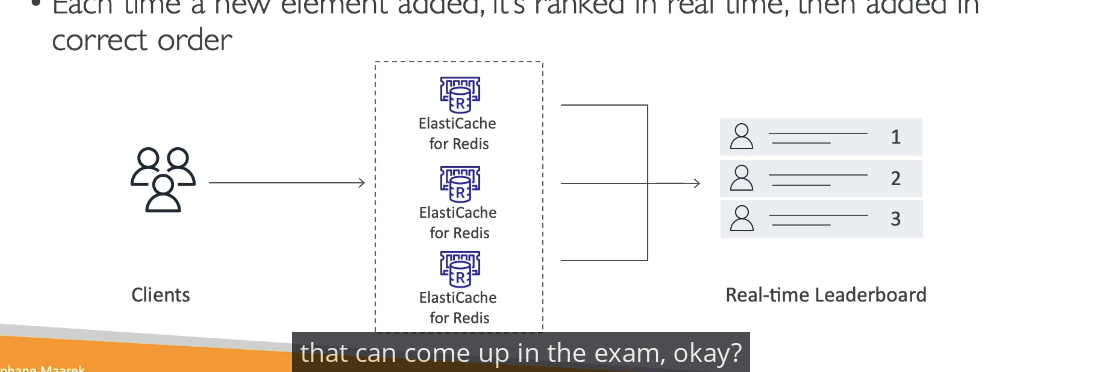 • Each time a new element added, it's ranked in real time, then added in
correct order
ElastiCache
for Redis
ElastiCache
for Redis
ElastiCache
for Redis
1
2
3
Clients
Real-time Leaderboard
that can come up in the exam, okay?
Maarek